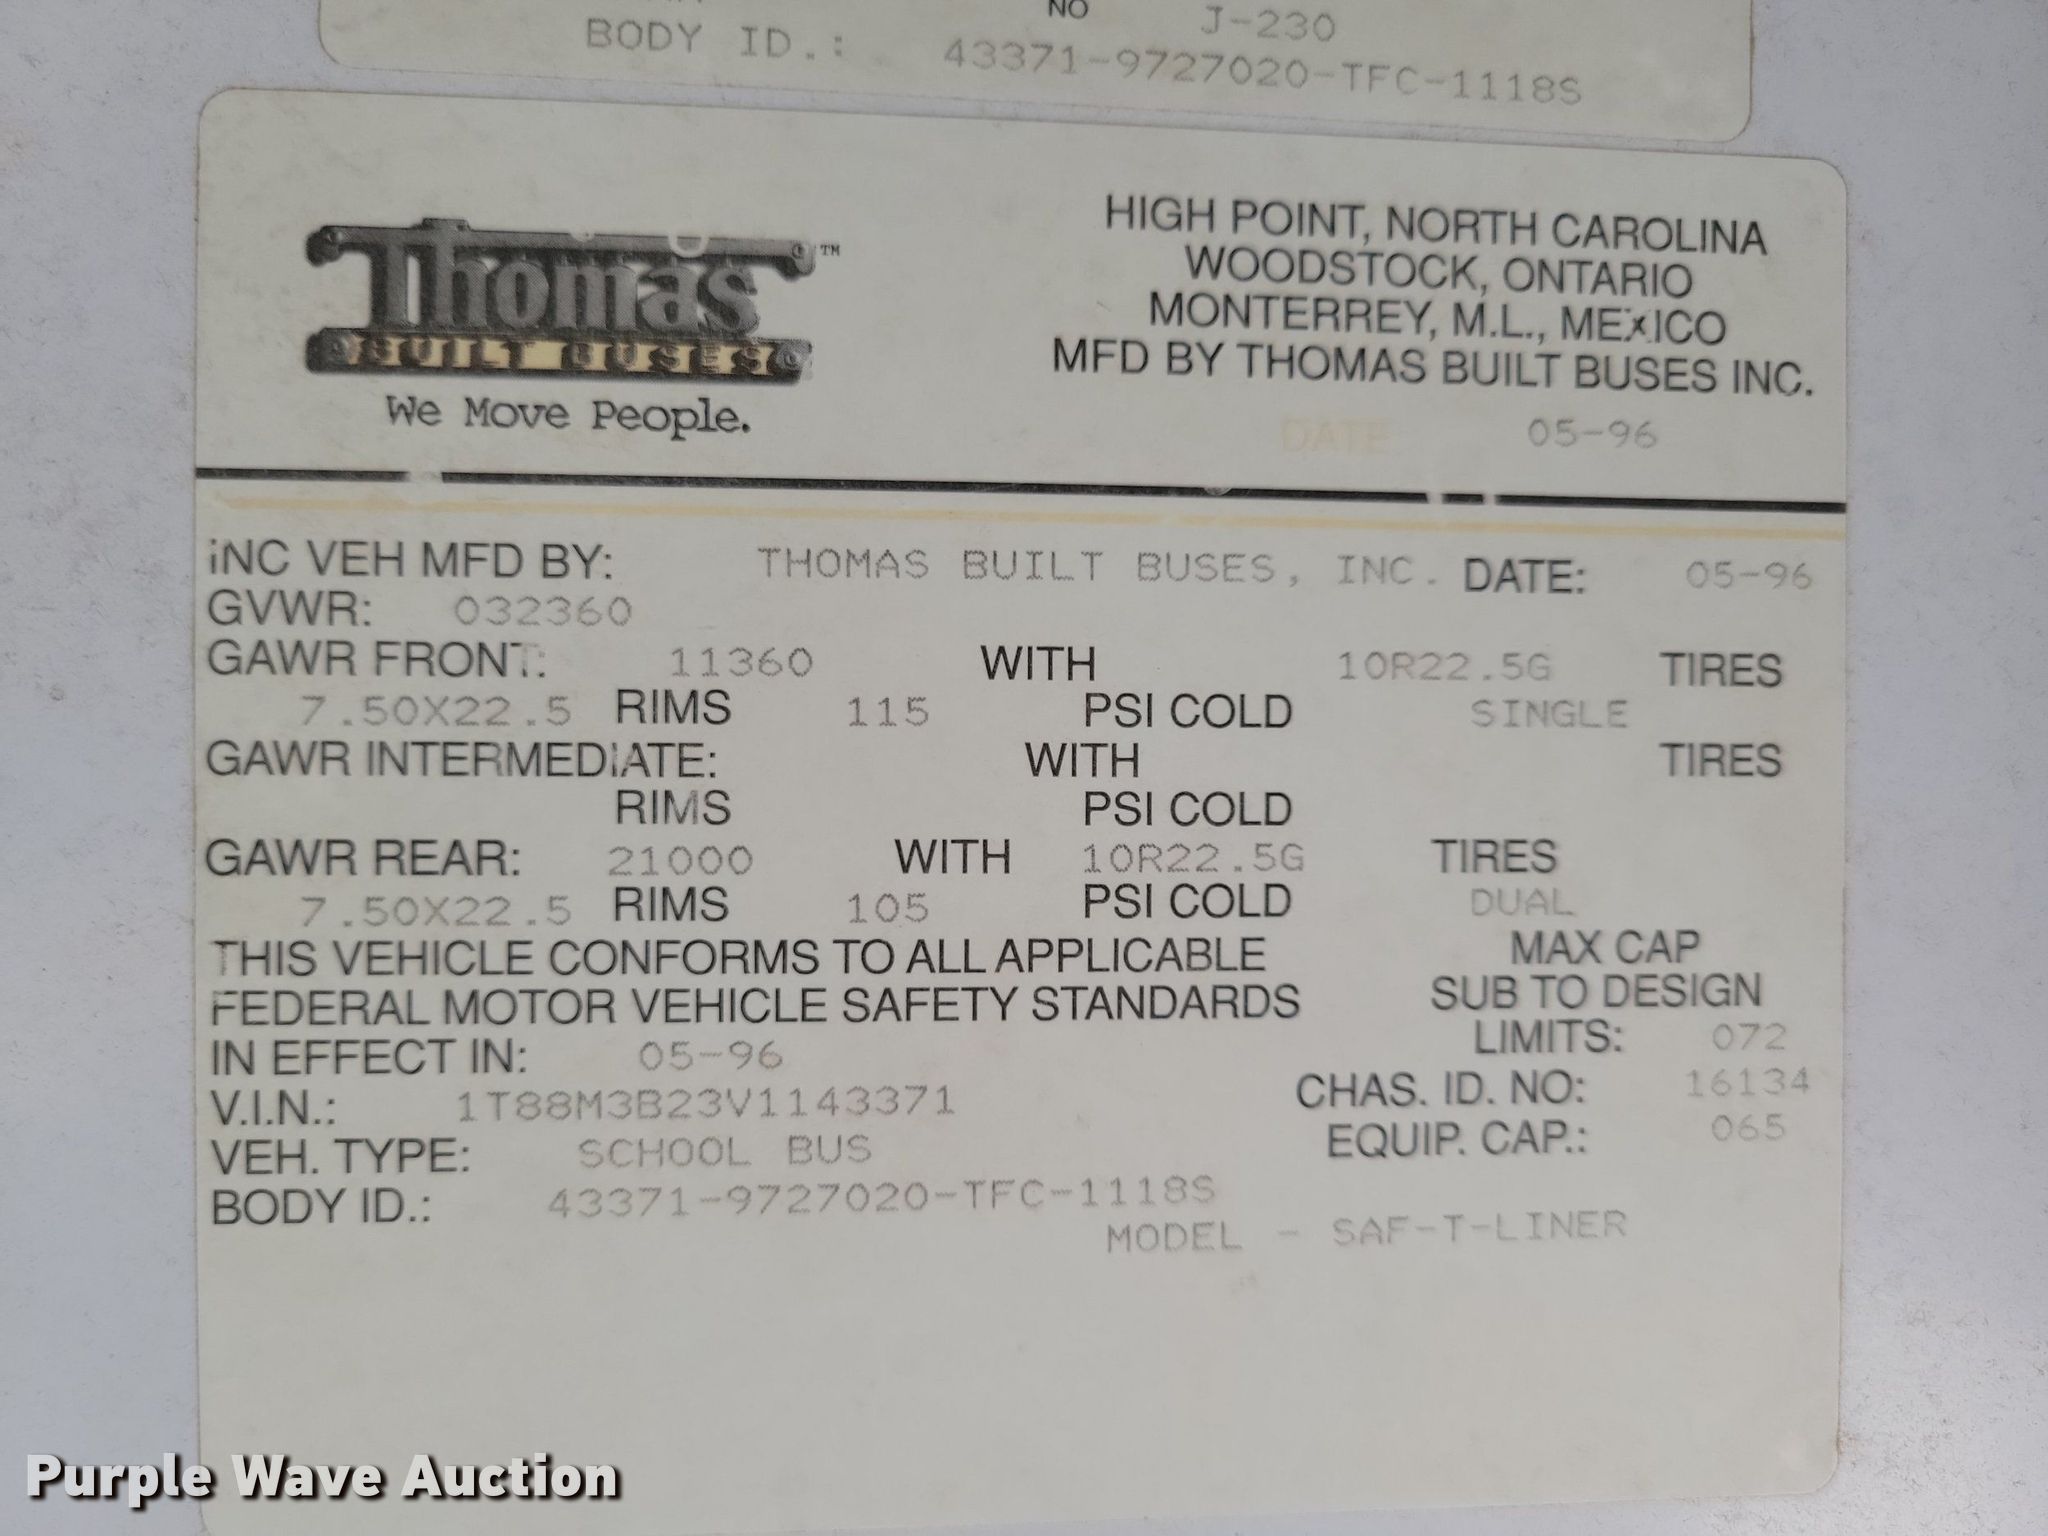 NO J-230
BODY ID.: 43371-9727020-TFC-1118S
Thomas ™
BUILT BUSES
We Move People.
HIGH POINT, NORTH CAROLINA
WOODSTOCK, ONTARIO
MONTERREY, M.L., MEXICO
MFD BY THOMAS BUILT BUSES INC.
DATE 05-96
INC VEH MFD BY: THOMAS BUILT BUSES, INC. DATE: 05-96
GVWR: 032360
GAWR FRONT: 11360 WITH 10R22.5G TIRES
7.50X22.5 RIMS 115 PSI COLD SINGLE
GAWR INTERMEDIATE: WITH TIRES
RIMS PSI COLD
GAWR REAR: 21000 WITH 10R22.5G TIRES
7.50X22.5 RIMS 105 PSI COLD DUAL
THIS VEHICLE CONFORMS TO ALL APPLICABLE MAX CAP
FEDERAL MOTOR VEHICLE SAFETY STANDARDS SUB TO DESIGN
IN EFFECT IN: 05-96 LIMITS: 072
V.I.N.: 1T88M3B23V1143371 CHAS. ID. NO: 16134
VEH. TYPE: SCHOOL BUS EQUIP. CAP.: 065
BODY ID.: 43371-9727020-TFC-1118S
MODEL - SAF-T-LINER
Purple Wave Auction